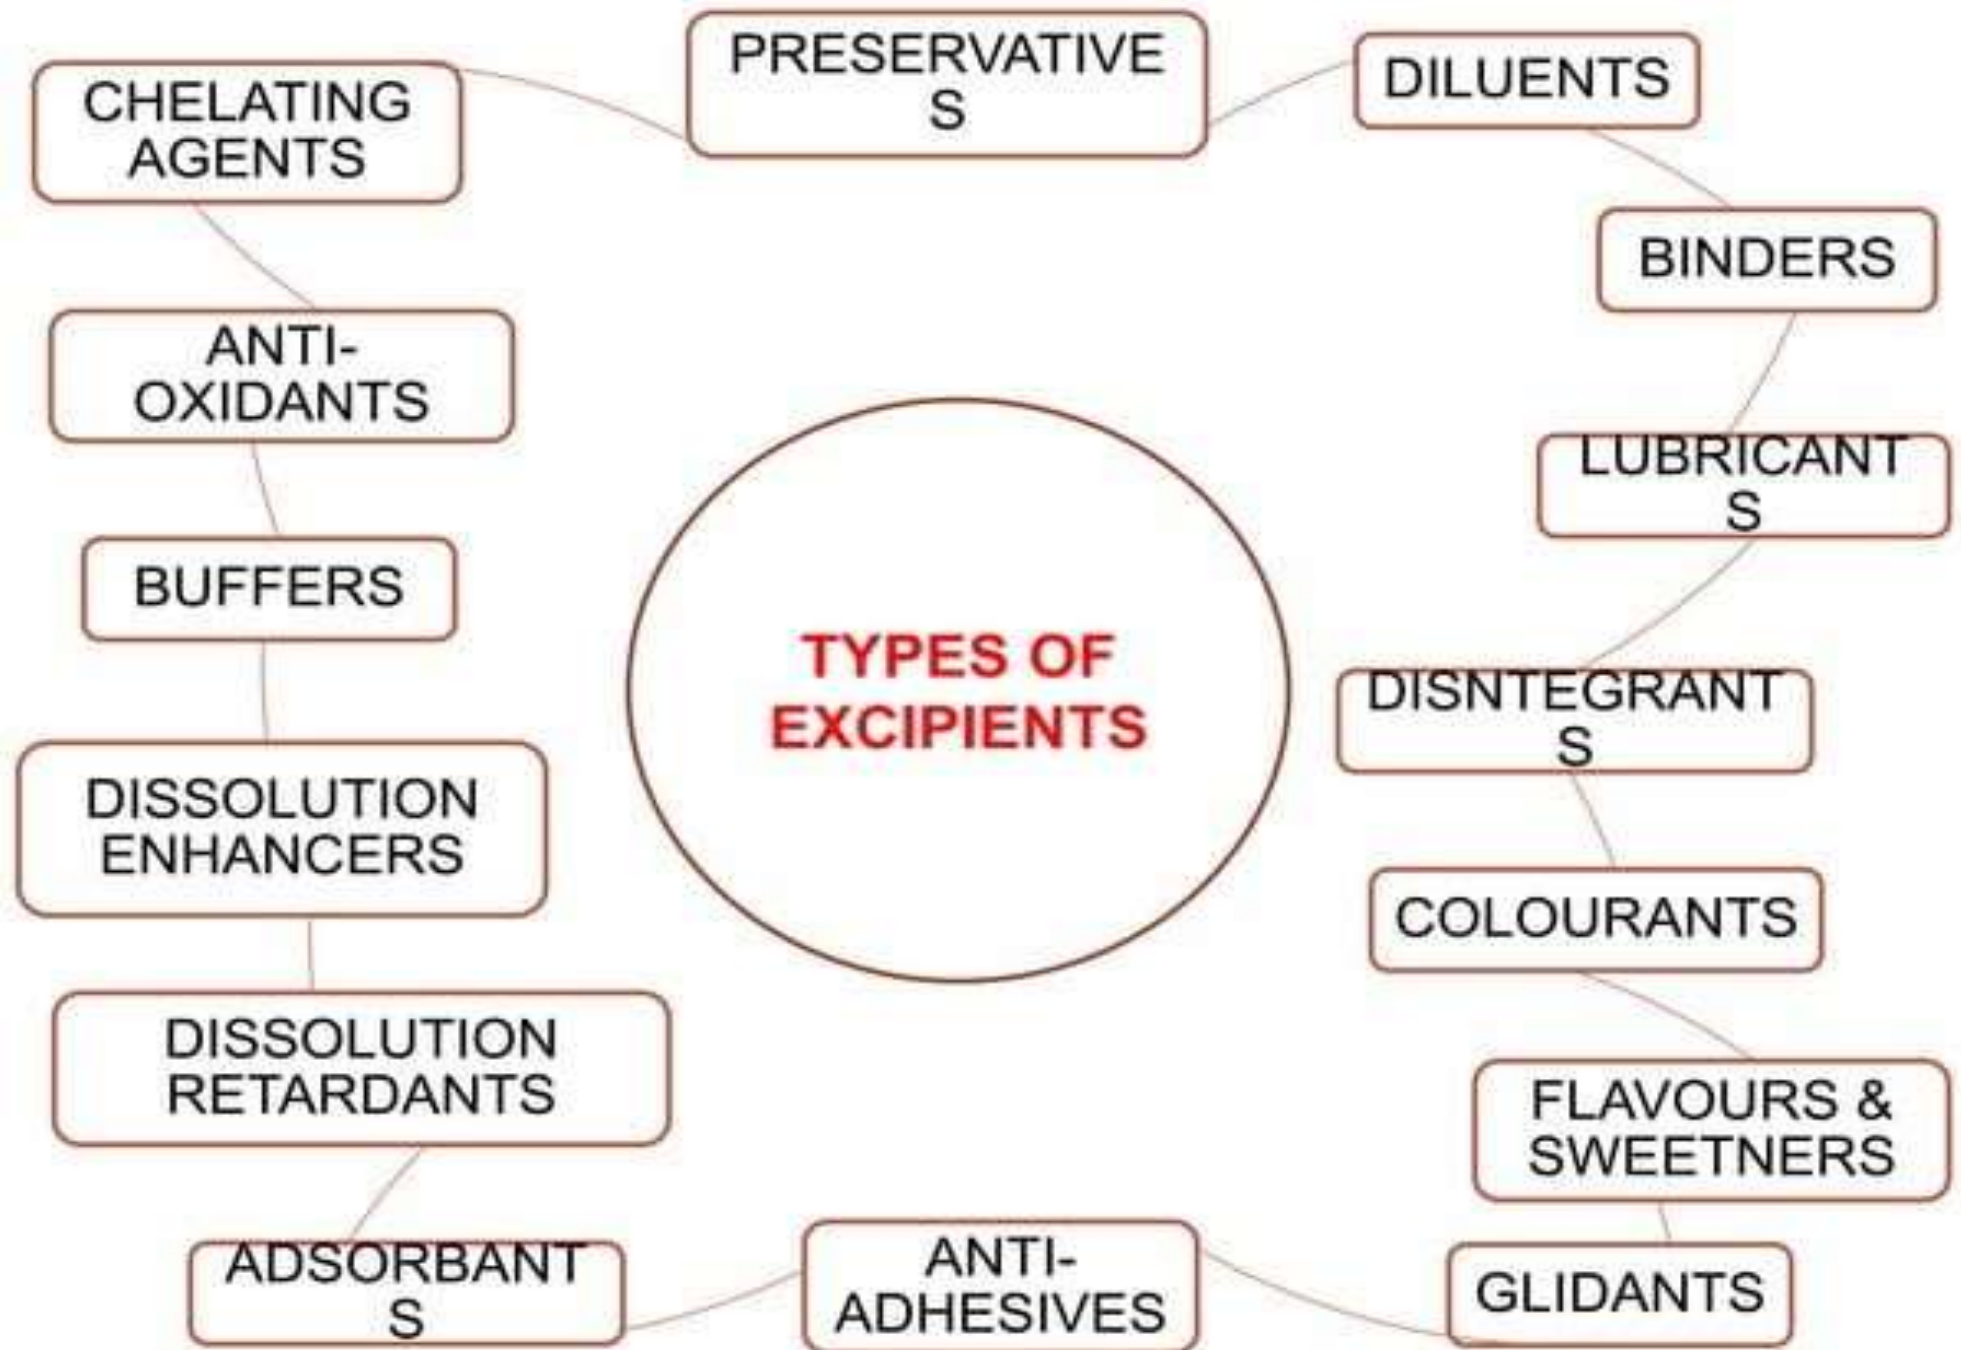 PRESERVATIVE
S
DILUENTS
BINDERS
LUBRICANT
S
DISNTEGRANT
S
COLOURANTS
FLAVOURS &
SWEETNERS
GLIDANTS
ANTI-
ADHESIVES
ADSORBANT
S
DISSOLUTION
RETARDANTS
DISSOLUTION
ENHANCERS
BUFFERS
ANTI-
OXIDANTS
CHELATING
AGENTS
TYPES OF
EXCIPIENTS